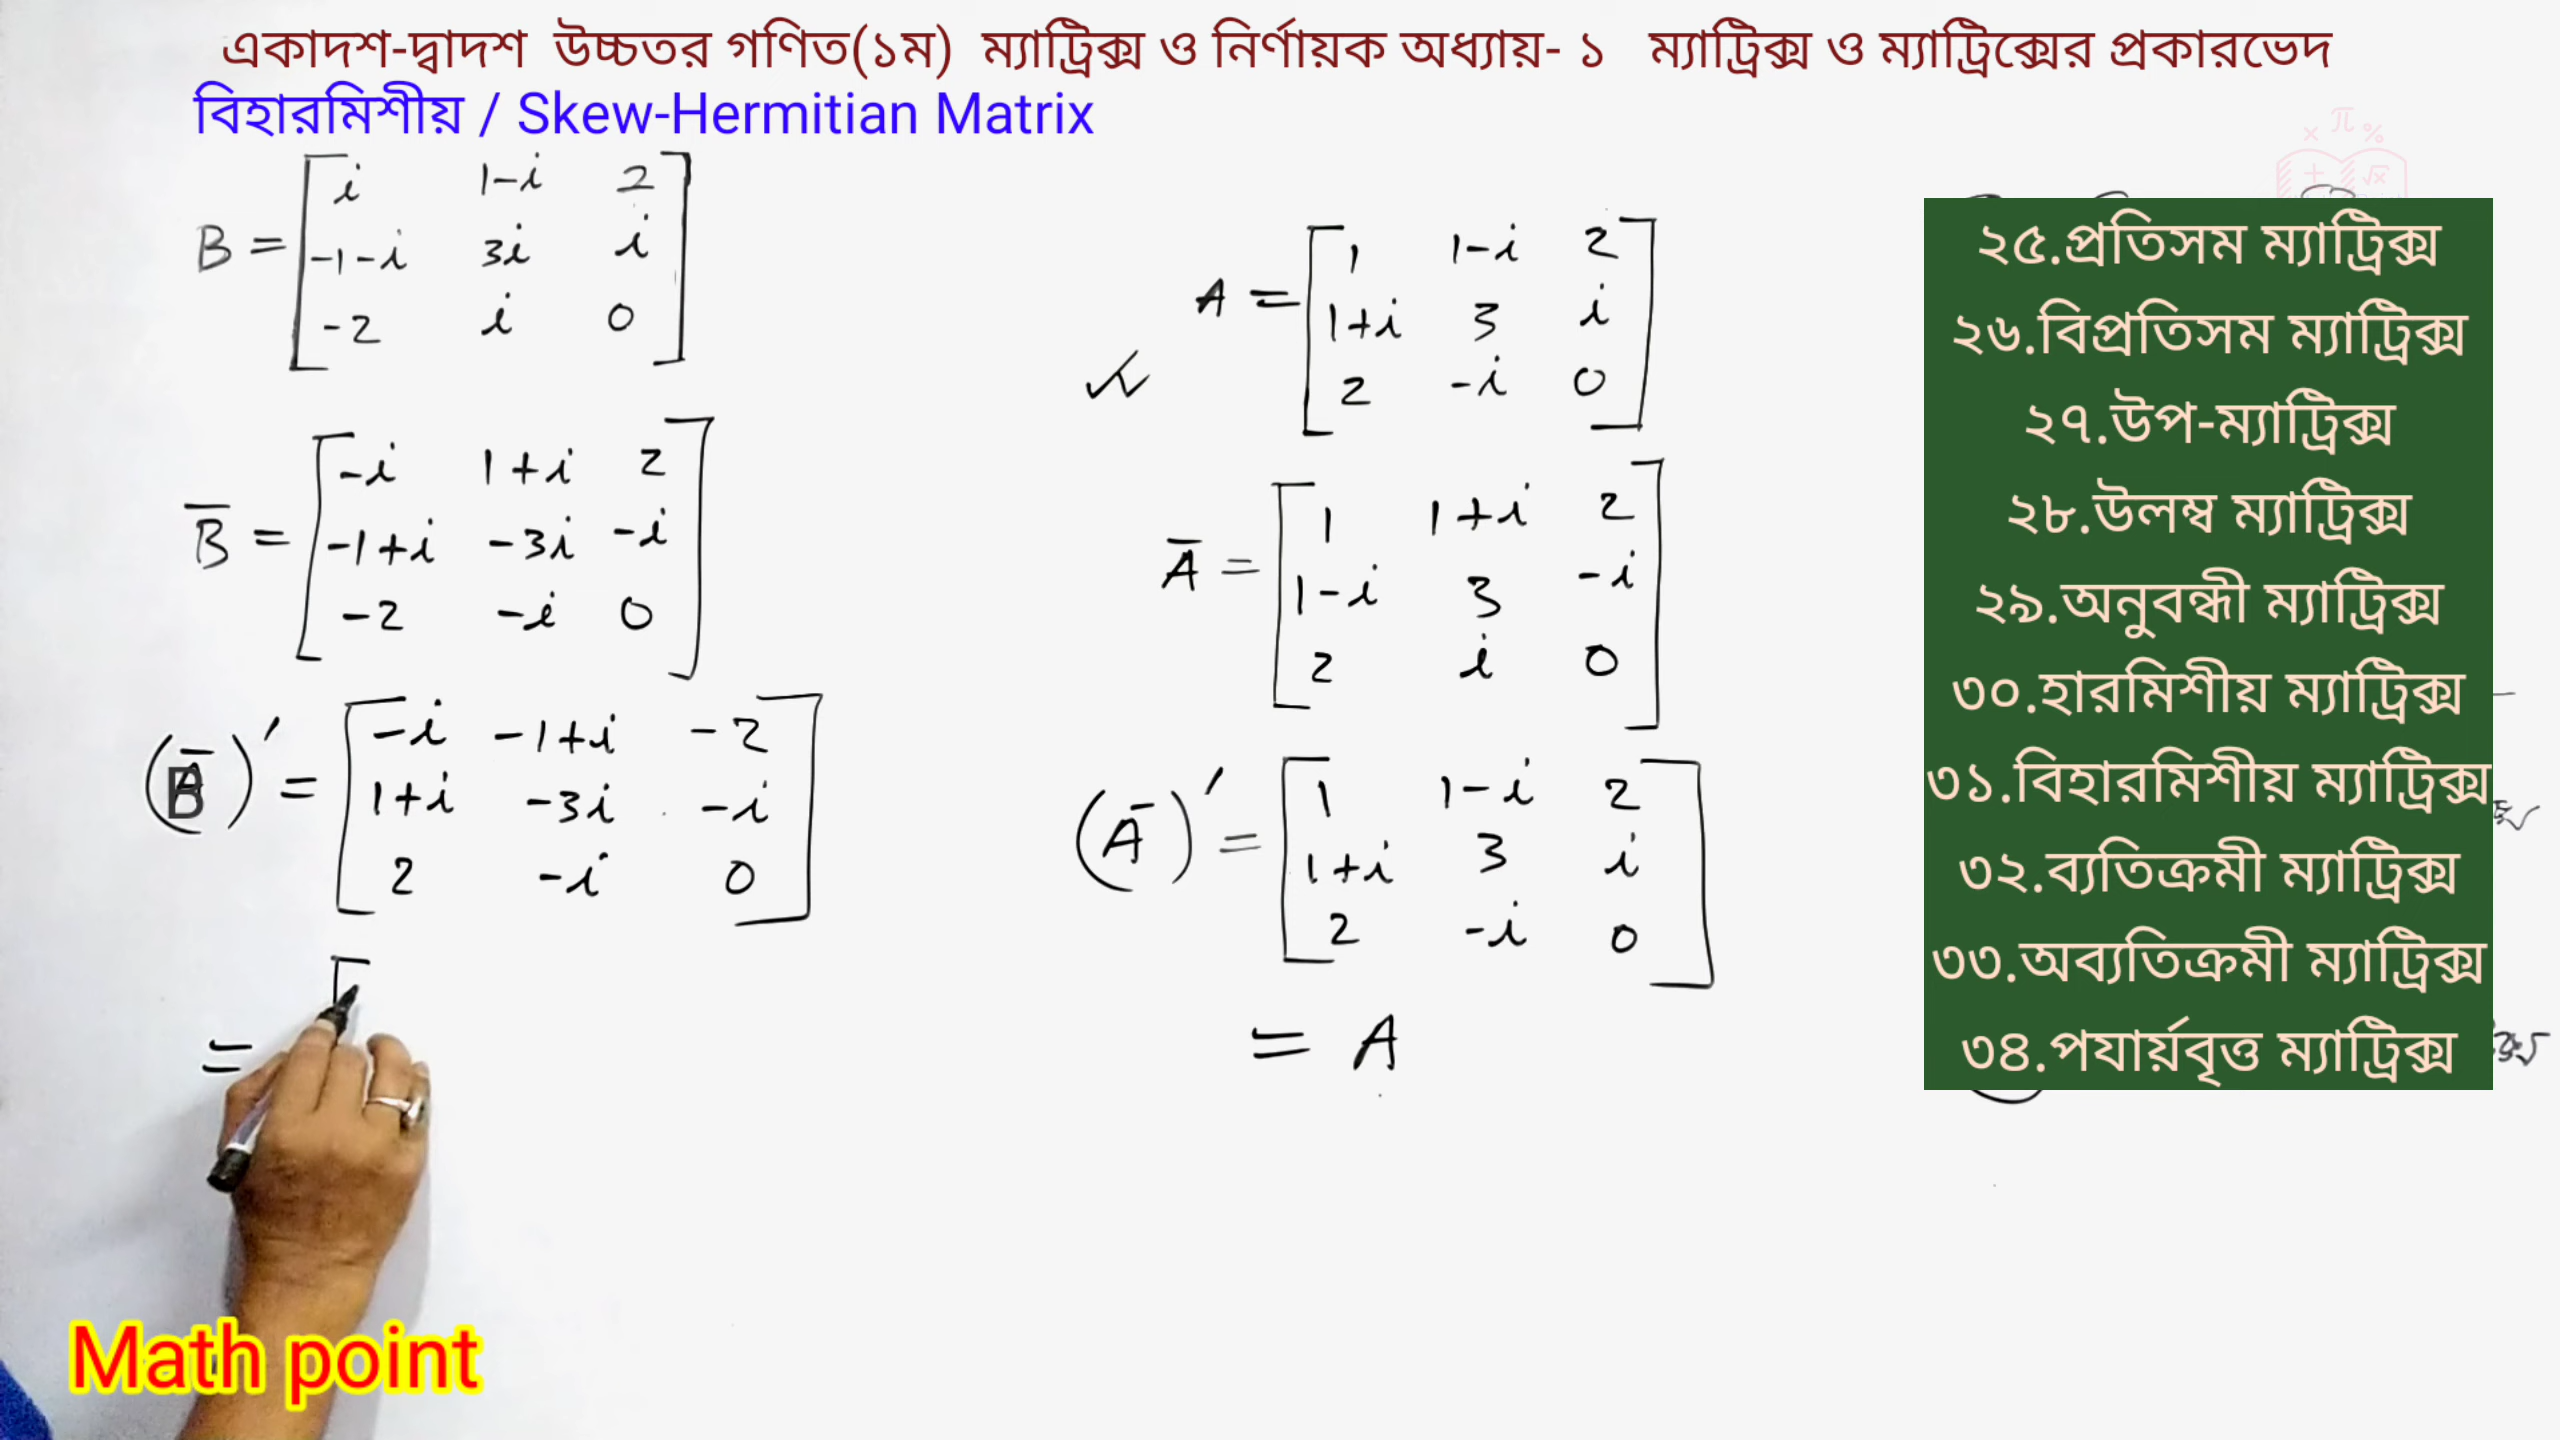 একাদশ-দ্বাদশ উচ্চতর গণিত(১ম) ম্যাট্রিক্স ও নির্ণায়ক অধ্যায়- ১ ম্যাট্রিক্স ও ম্যাট্রিক্সের প্রকারভেদ
বিহারমিশীয় / Skew-Hermitian Matrix
B = [ i 1-i 2
-1-i 3i i
-2 i 0 ]
B̅ = [ -i 1+i 2
-1+i -3i -i
-2 -i 0 ]
(B̅)′ = [ -i -1+i -2
1+i -3i -i
2 -i 0 ]
= [
A = [ 1 1-i 2
1+i 3 i
2 -i 0 ]
A̅ = [ 1 1+i 2
1-i 3 -i
2 i 0 ]
(A̅)′ = [ 1 1-i 2
1+i 3 i
2 -i 0 ]
= A
২৫.প্রতিসম ম্যাট্রিক্স
২৬.বিপ্রতিসম ম্যাট্রিক্স
২৭.উপ-ম্যাট্রিক্স
২৮.উলম্ব ম্যাট্রিক্স
২৯.অনুবন্ধী ম্যাট্রিক্স
৩০.হারমিশীয় ম্যাট্রিক্স
৩১.বিহারমিশীয় ম্যাট্রিক্স
৩২.ব্যতিক্রমী ম্যাট্রিক্স
৩৩.অব্যতিক্রমী ম্যাট্রিক্স
৩৪.পযার্য়বৃত্ত ম্যাট্রিক্স
Math point